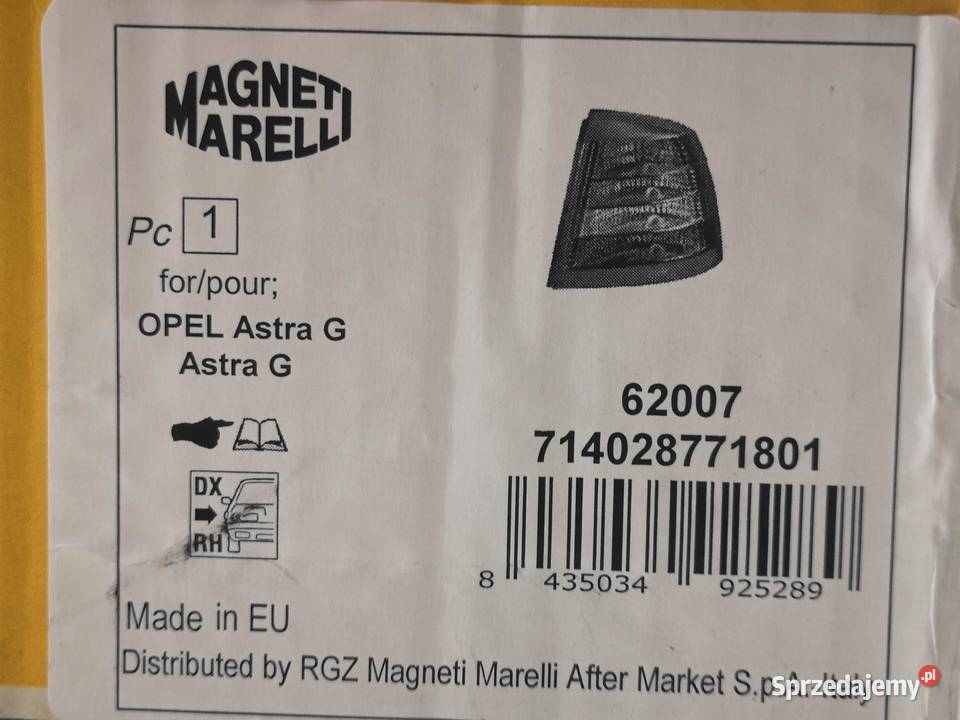 MAGNETI
MARELLI
Pc 1
for/pour;
OPEL Astra G
Astra G
62007
714028771801
DX
RH
8 435034 925289
Made in EU
Distributed by RGZ Magneti Marelli After Market S.p.A. Italy
Sprzedajemy.pl